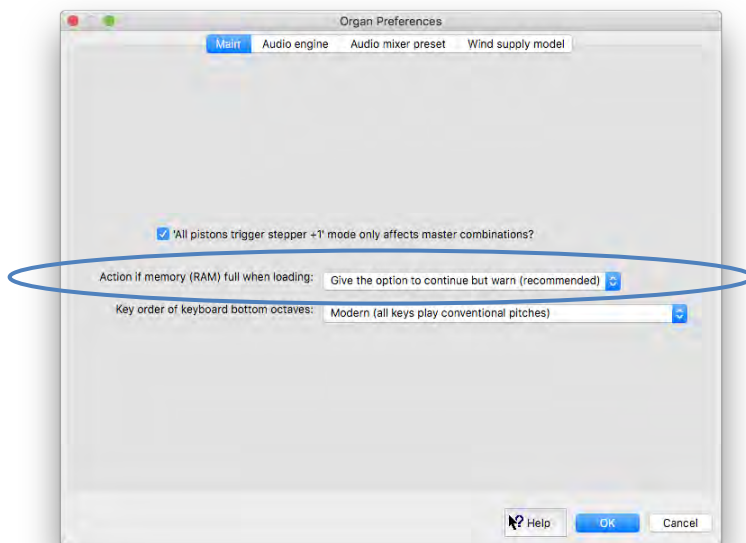 Organ Preferences
Main Audio engine Audio mixer preset Wind supply model
'All pistons trigger stepper +1' mode only affects master combinations?
Action if memory (RAM) full when loading: Give the option to continue but warn (recommended)
Key order of keyboard bottom octaves: Modern (all keys play conventional pitches)
? Help OK Cancel